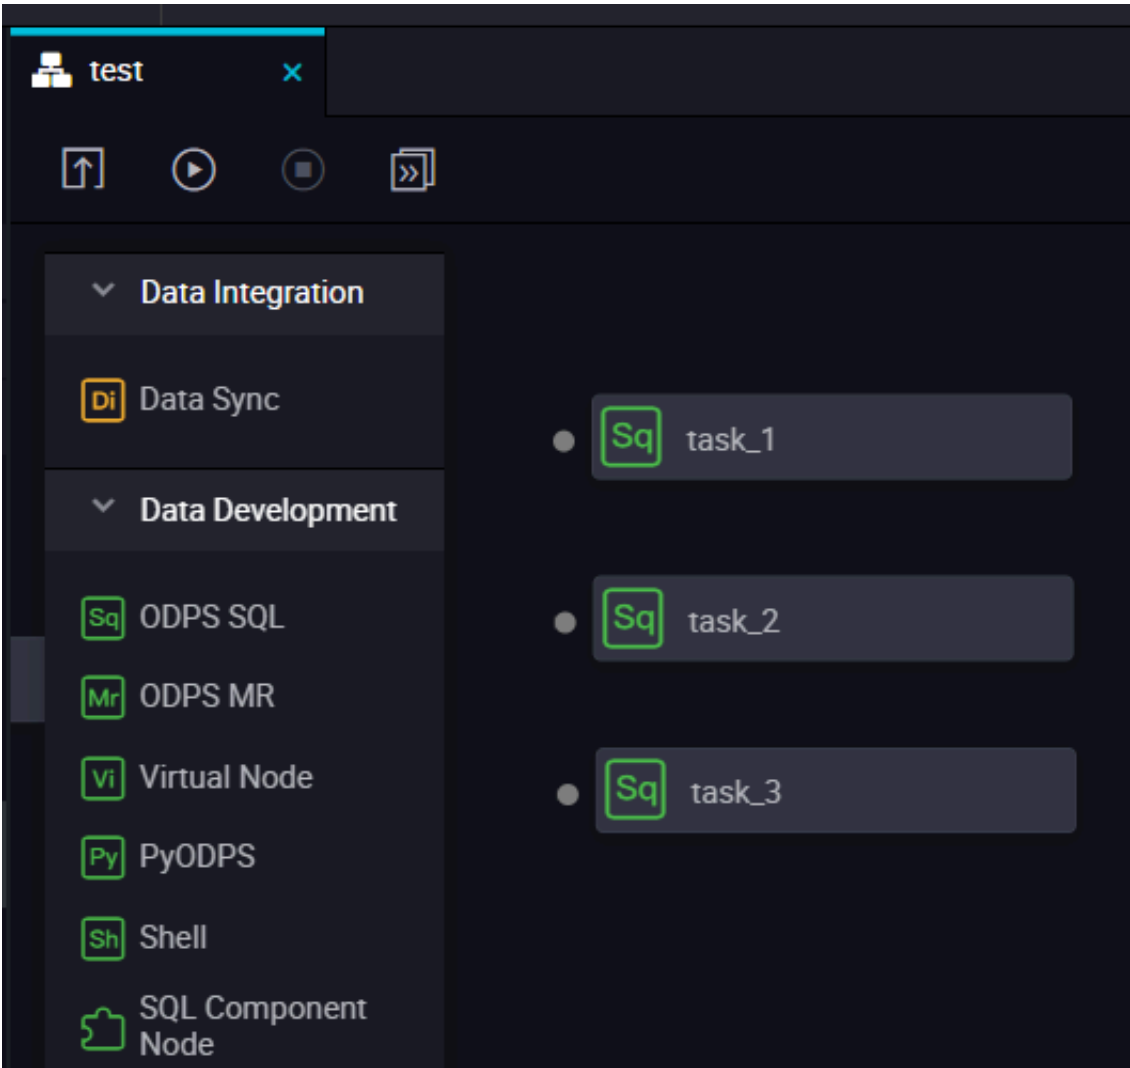 test
Data Integration
Di Data Sync
Data Development
Sq ODPS SQL
Mr ODPS MR
Vi Virtual Node
Py PyODPS
Sh Shell
SQL Component
Node
Sq task_1
Sq task_2
Sq task_3